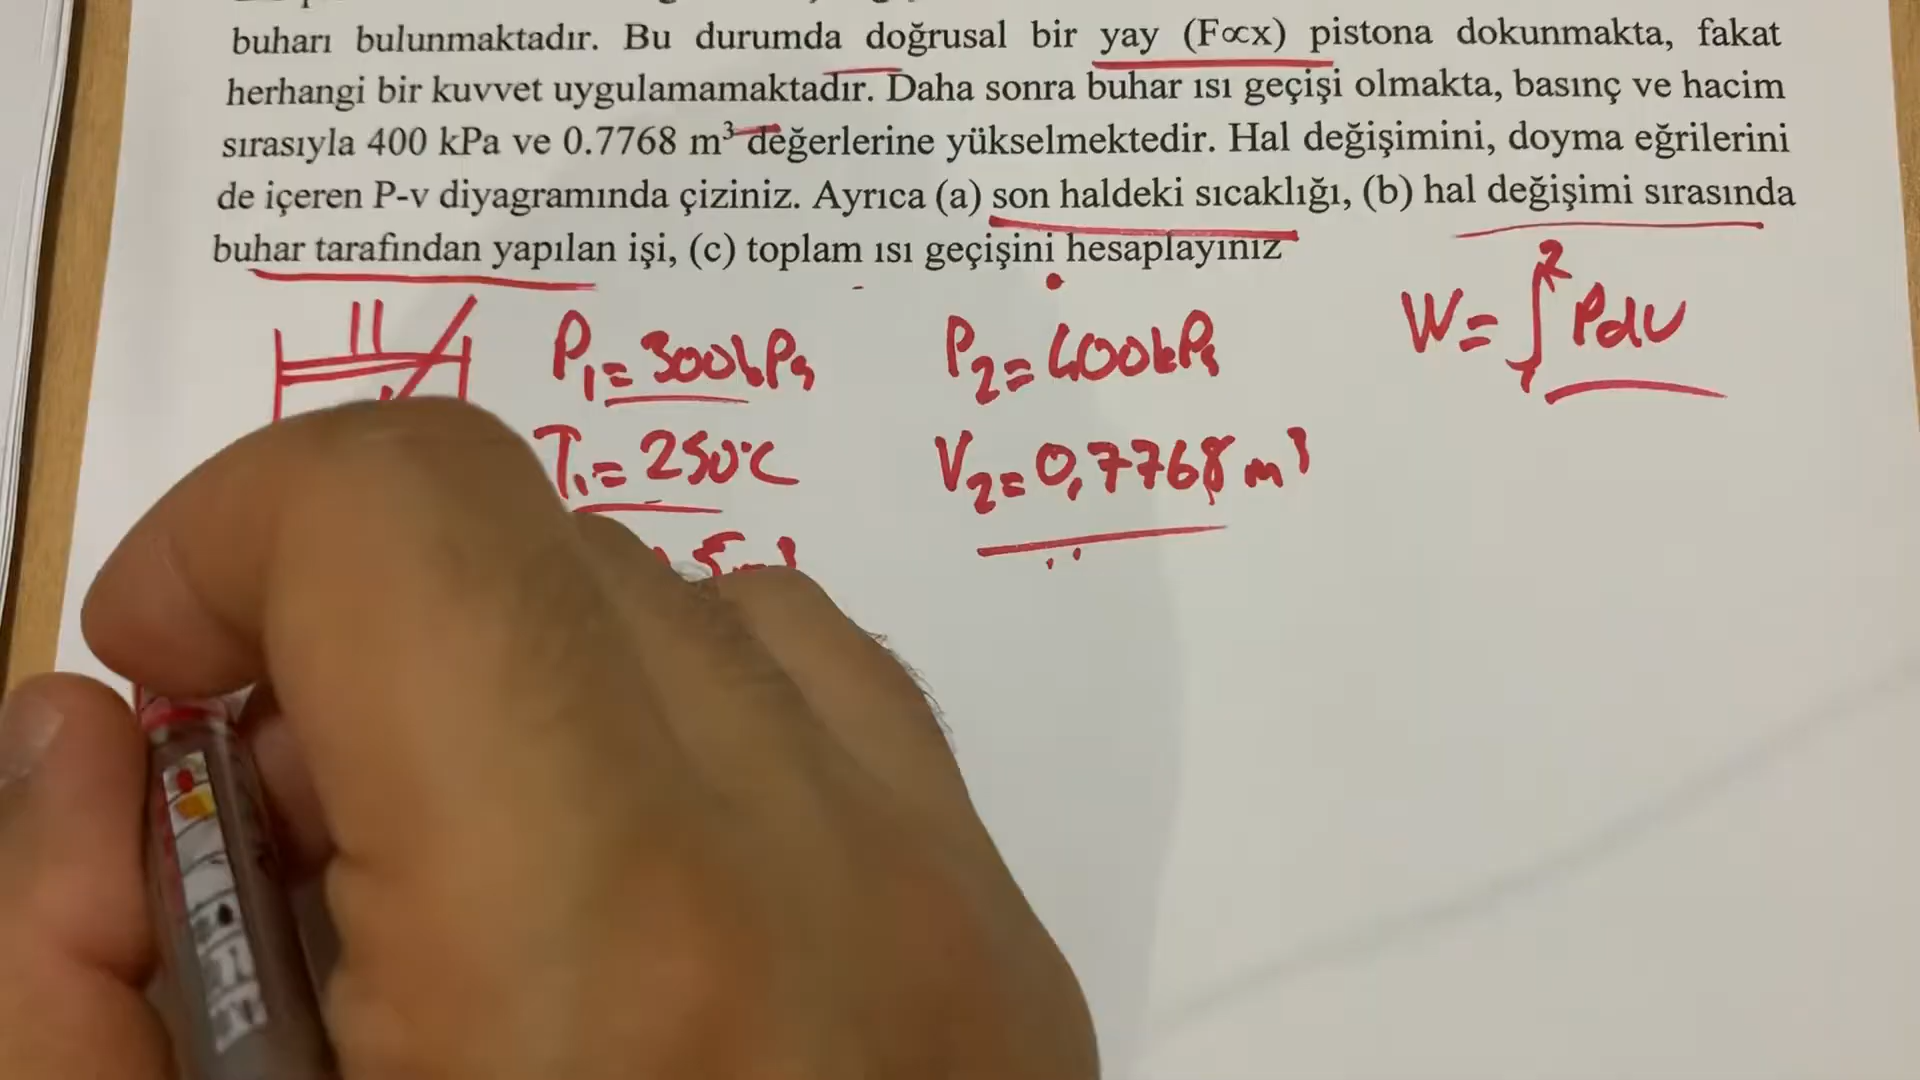 buharı bulunmaktadır. Bu durumda doğrusal bir yay (F∝x) pistona dokunmakta, fakat
herhangi bir kuvvet uygulamamaktadır. Daha sonra buhar ısı geçişi olmakta, basınç ve hacim
sırasıyla 400 kPa ve 0.7768 m³ değerlerine yükselmektedir. Hal değişimini, doyma eğrilerini
de içeren P-v diyagramında çiziniz. Ayrıca (a) son haldeki sıcaklığı, (b) hal değişimi sırasında
buhar tarafından yapılan işi, (c) toplam ısı geçişini hesaplayınız
P₁= 300kPa
P₂= 400kPa
W= ∫₁² PdV
T₁= 250°C
V₂= 0,7768 m³
5 m³